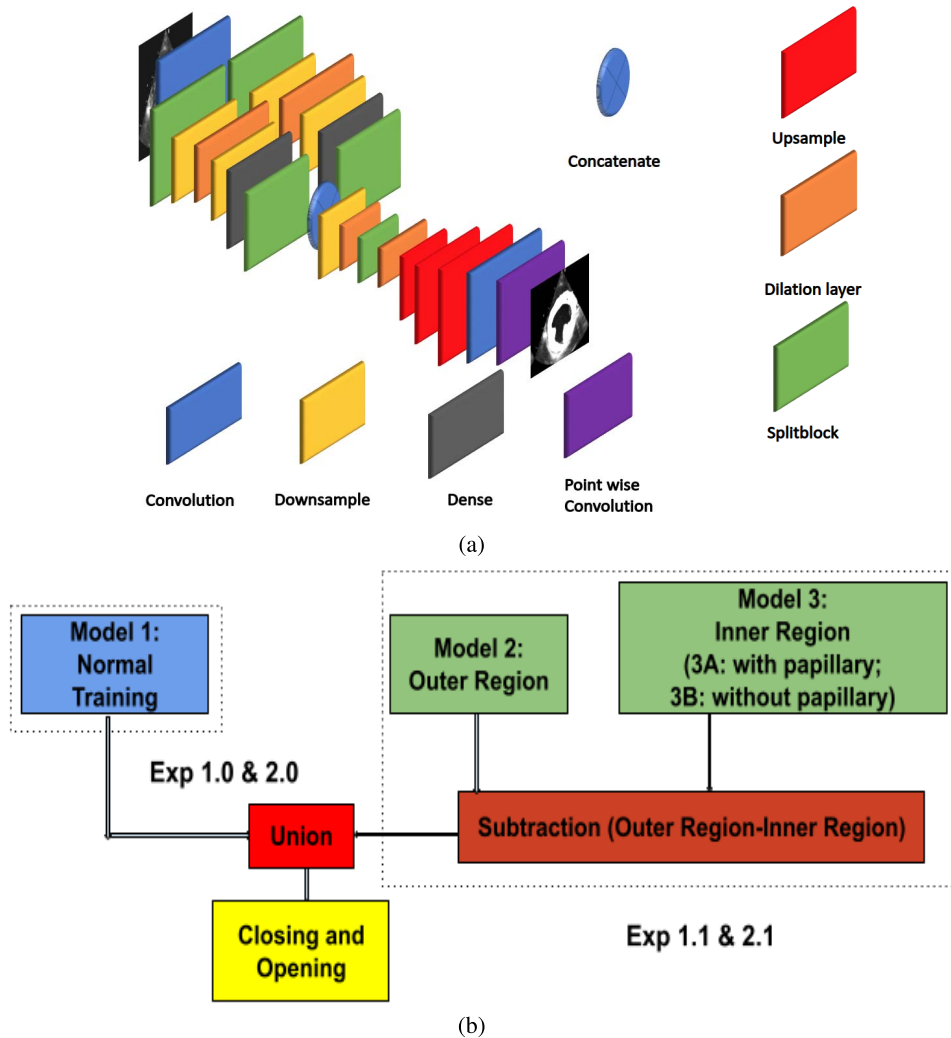 Concatenate
Upsample
Dilation layer
Splitblock
Convolution
Downsample
Dense
Point wise
Convolution
(a)
Model 1:
Normal
Training
Model 2:
Outer Region
Model 3:
Inner Region
(3A: with papillary;
3B: without papillary)
Exp 1.0 & 2.0
Union
Subtraction (Outer Region-Inner Region)
Closing and
Opening
Exp 1.1 & 2.1
(b)